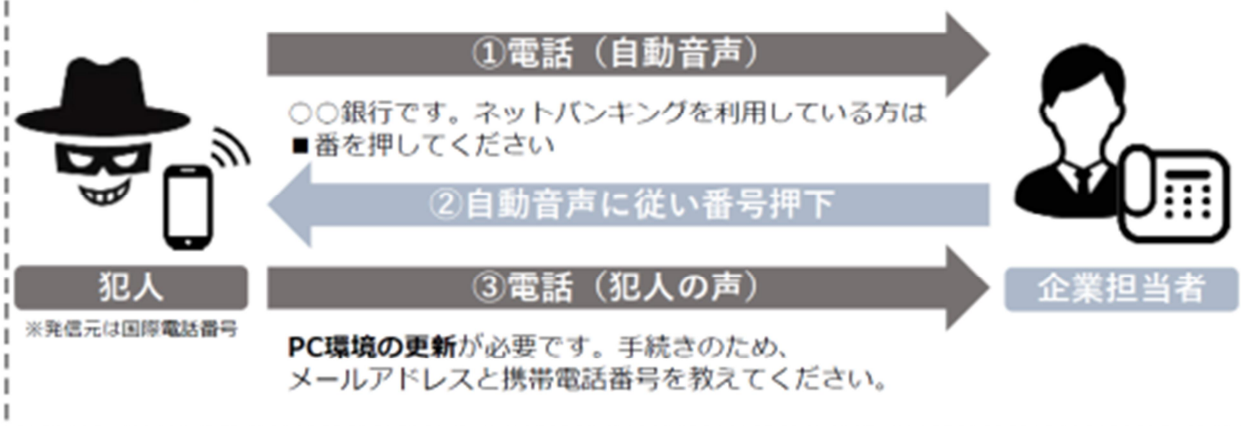 ①電話（自動音声）
○○銀行です。ネットバンキングを利用している方は
■番を押してください
②自動音声に従い番号押下
犯人
③電話（犯人の声）
企業担当者
※発信元は国際電話番号
PC環境の更新が必要です。手続きのため、
メールアドレスと携帯電話番号を教えてください。